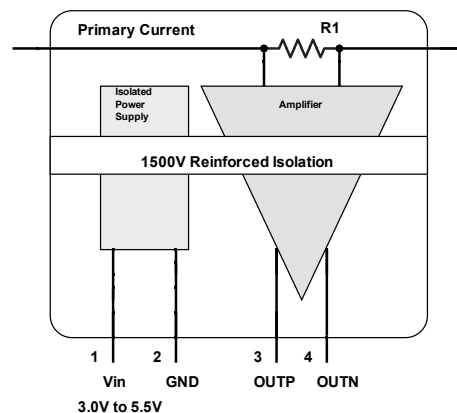 Primary Current
R1
Isolated
Power
Supply
Amplifier
1500V Reinforced Isolation
1 2 3 4
Vin GND OUTP OUTN
3.0V to 5.5V